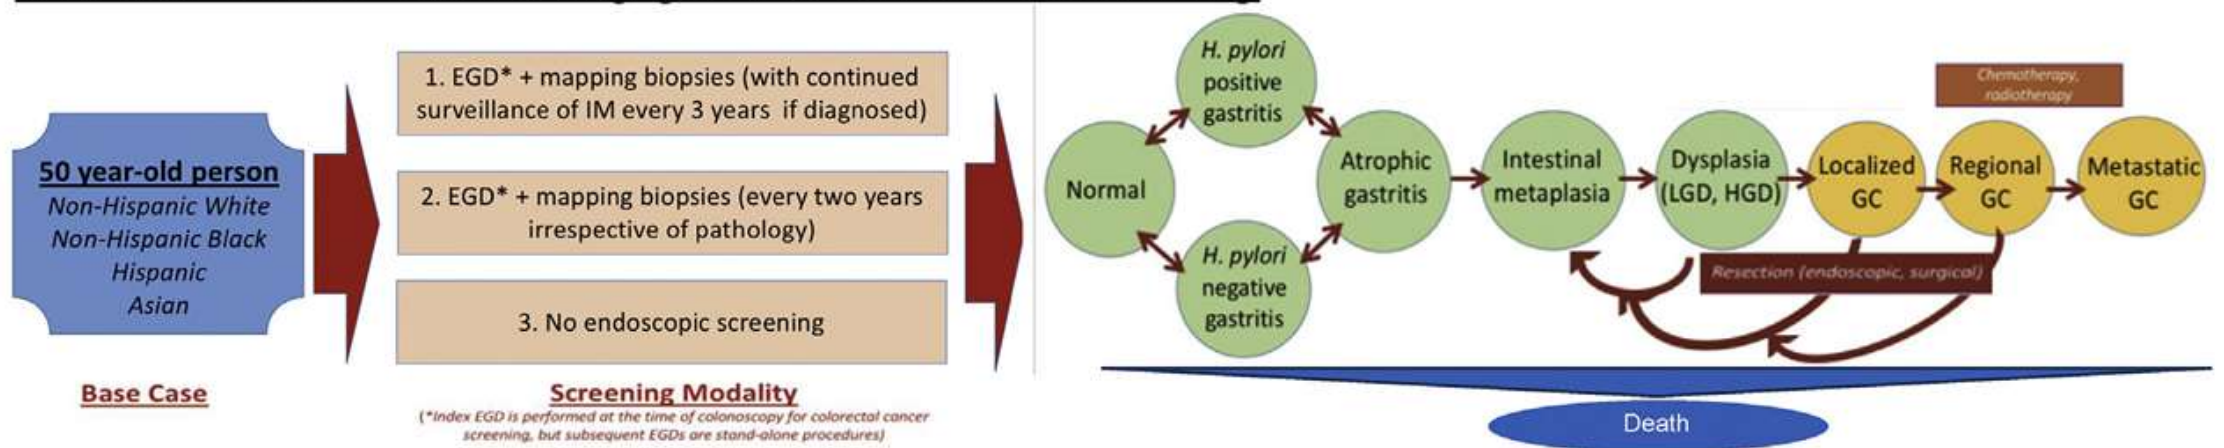 50 year-old person
Non-Hispanic White
Non-Hispanic Black
Hispanic
Asian
Base Case
1. EGD* + mapping biopsies (with continued
surveillance of IM every 3 years if diagnosed)
2. EGD* + mapping biopsies (every two years
irrespective of pathology)
3. No endoscopic screening
Screening Modality
(*Index EGD is performed at the time of colonoscopy for colorectal cancer
screening, but subsequent EGDs are stand-alone procedures)
Normal
H. pylori
positive
gastritis
H. pylori
negative
gastritis
Atrophic
gastritis
Intestinal
metaplasia
Dysplasia
(LGD, HGD)
Localized
GC
Regional
GC
Metastatic
GC
Chemotherapy,
radiotherapy
Resection (endoscopic, surgical)
Death